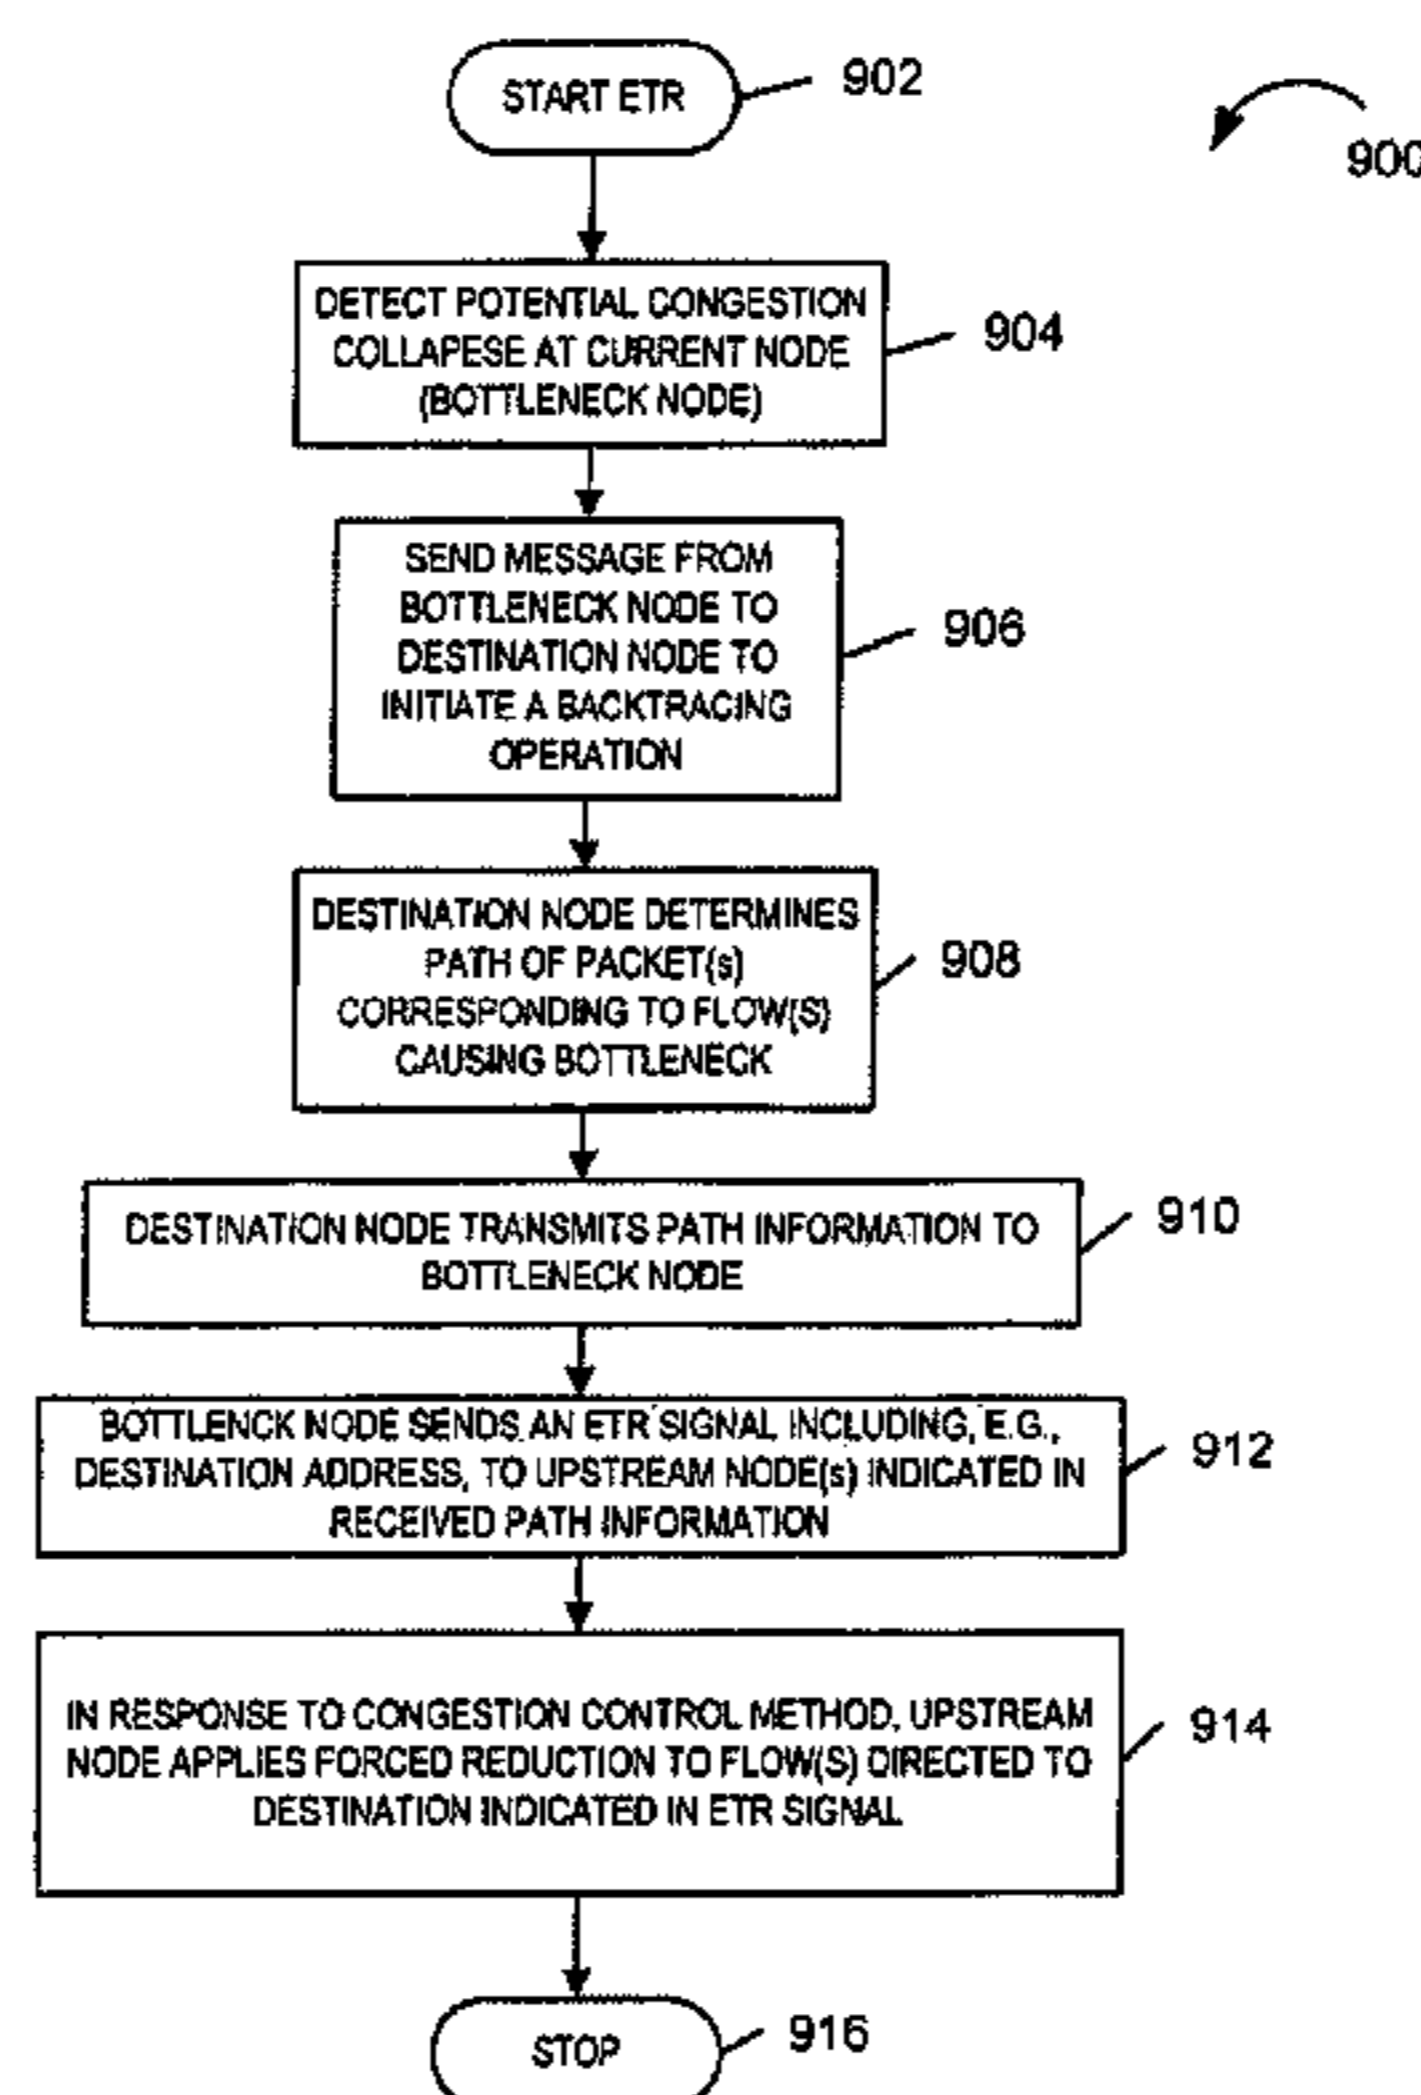 START ETR
902
900
DETECT POTENTIAL CONGESTION
COLLAPESE AT CURRENT NODE
(BOTTLENECK NODE)
904
SEND MESSAGE FROM
BOTTLENECK NODE TO
DESTINATION NODE TO
INITIATE A BACKTRACING
OPERATION
906
DESTINATION NODE DETERMINES
PATH OF PACKET(s)
CORRESPONDING TO FLOW(S)
CAUSING BOTTLENECK
908
DESTINATION NODE TRANSMITS PATH INFORMATION TO
BOTTLENECK NODE
910
BOTTLENCK NODE SENDS AN ETR SIGNAL INCLUDING, E.G.,
DESTINATION ADDRESS, TO UPSTREAM NODE(s) INDICATED IN
RECEIVED PATH INFORMATION
912
IN RESPONSE TO CONGESTION CONTROL METHOD, UPSTREAM
NODE APPLIES FORCED REDUCTION TO FLOW(S) DIRECTED TO
DESTINATION INDICATED IN ETR SIGNAL
914
STOP
916